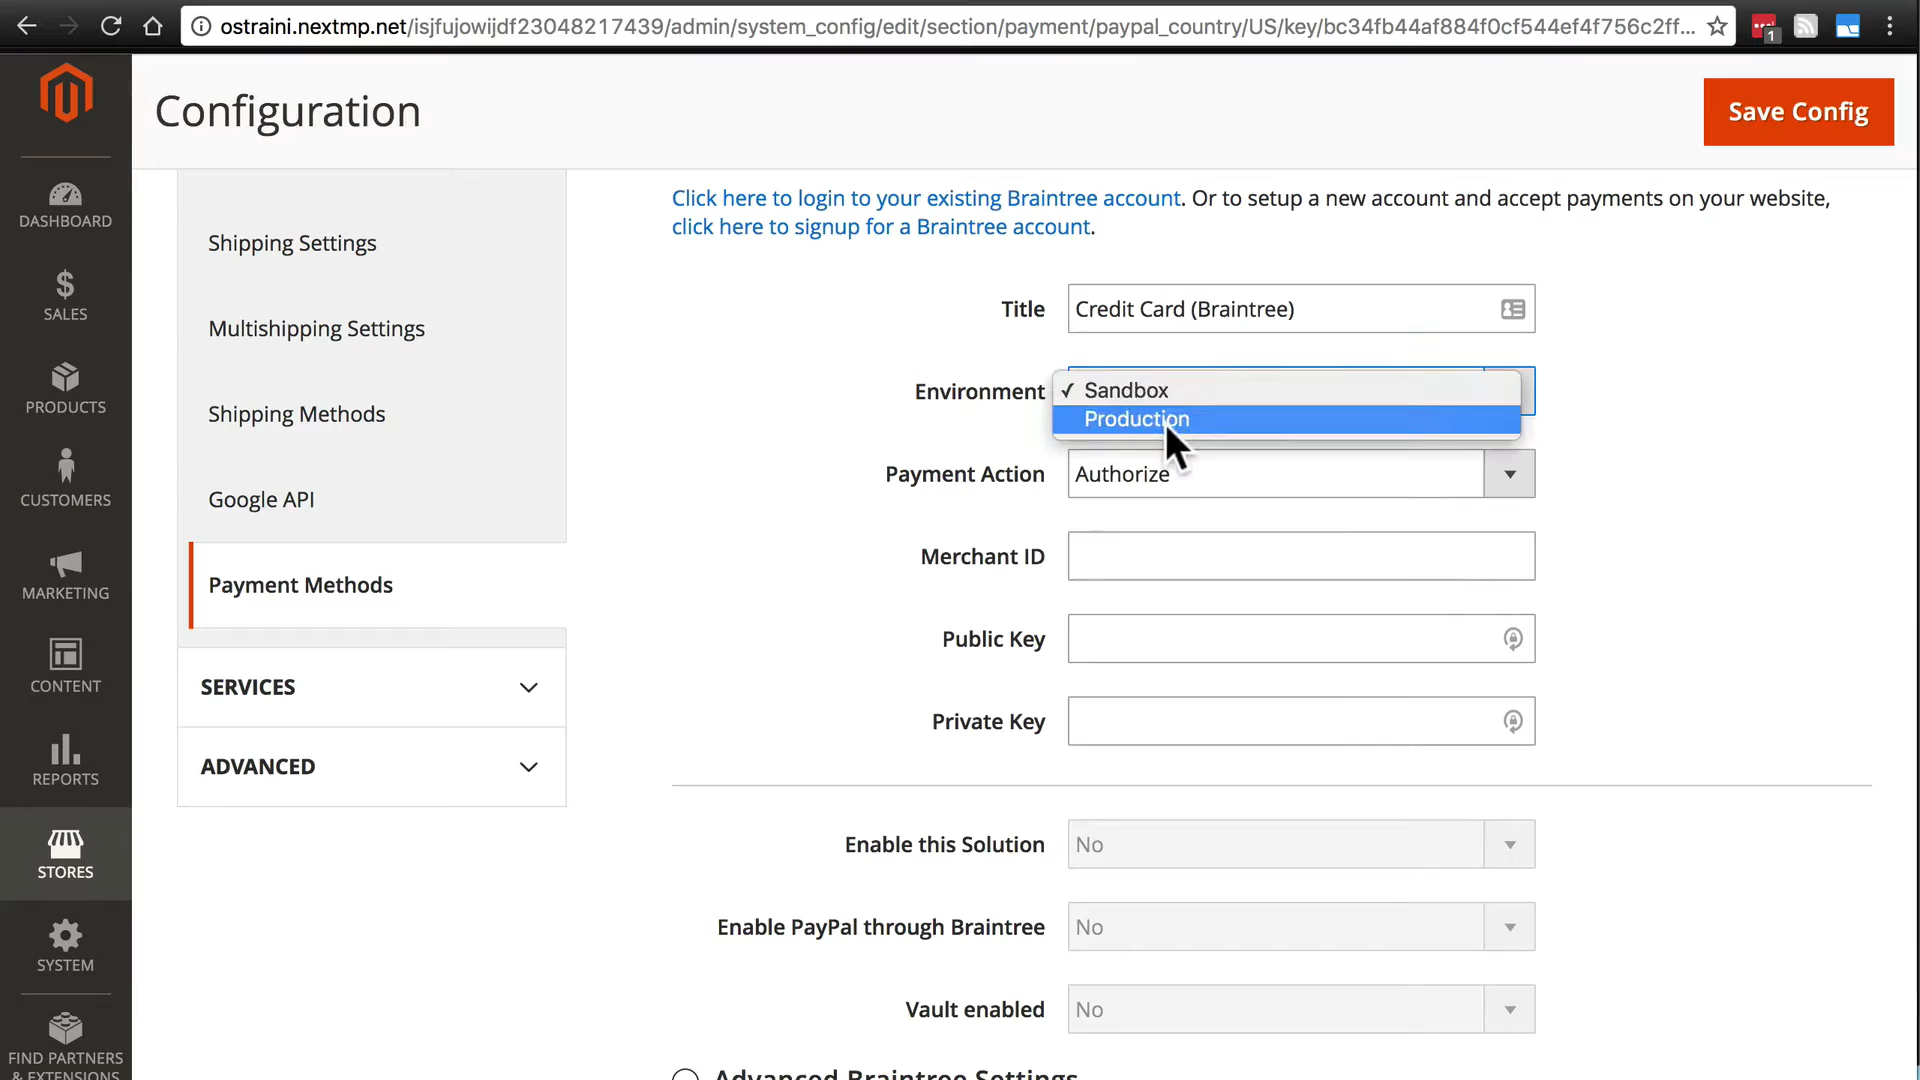 ostraini.nextmp.net/isjfujowijdf23048217439/admin/system_config/edit/section/payment/paypal_country/US/key/bc34fb44af884f0cf544ef4f756c2ff...
1
Configuration
Save Config
DASHBOARD
SALES
PRODUCTS
CUSTOMERS
MARKETING
CONTENT
REPORTS
STORES
SYSTEM
FIND PARTNERS
& EXTENSIONS
Shipping Settings
Multishipping Settings
Shipping Methods
Google API
Payment Methods
SERVICES
ADVANCED
Click here to login to your existing Braintree account. Or to setup a new account and accept payments on your website,
click here to signup for a Braintree account.
Title Credit Card (Braintree)
Environment ✓ Sandbox
Production
Payment Action Authorize
Merchant ID
Public Key
Private Key
Enable this Solution No
Enable PayPal through Braintree No
Vault enabled No
Advanced Braintree Settings